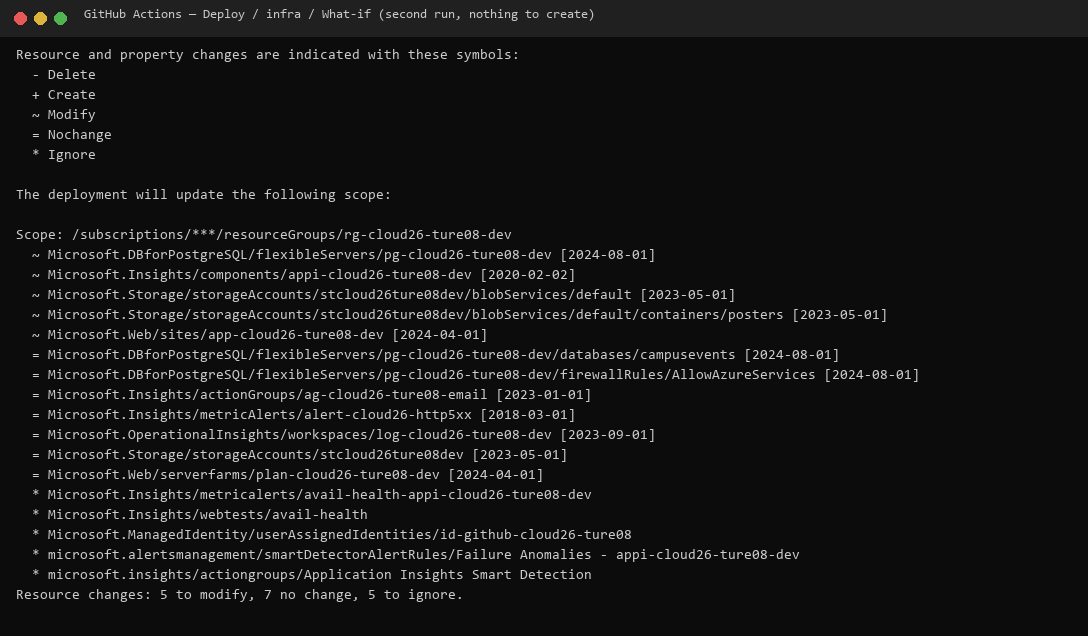 GitHub Actions — Deploy / infra / What-if (second run, nothing to create)
Resource and property changes are indicated with these symbols:
- Delete
+ Create
~ Modify
= Nochange
* Ignore
The deployment will update the following scope:
Scope: /subscriptions/***/resourceGroups/rg-cloud26-ture08-dev
~ Microsoft.DBforPostgreSQL/flexibleServers/pg-cloud26-ture08-dev [2024-08-01]
~ Microsoft.Insights/components/appi-cloud26-ture08-dev [2020-02-02]
~ Microsoft.Storage/storageAccounts/stcloud26ture08dev/blobServices/default [2023-05-01]
~ Microsoft.Storage/storageAccounts/stcloud26ture08dev/blobServices/default/containers/posters [2023-05-01]
~ Microsoft.Web/sites/app-cloud26-ture08-dev [2024-04-01]
= Microsoft.DBforPostgreSQL/flexibleServers/pg-cloud26-ture08-dev/databases/campusevents [2024-08-01]
= Microsoft.DBforPostgreSQL/flexibleServers/pg-cloud26-ture08-dev/firewallRules/AllowAzureServices [2024-08-01]
= Microsoft.Insights/actionGroups/ag-cloud26-ture08-email [2023-01-01]
= Microsoft.Insights/metricAlerts/alert-cloud26-http5xx [2018-03-01]
= Microsoft.OperationalInsights/workspaces/log-cloud26-ture08-dev [2023-09-01]
= Microsoft.Storage/storageAccounts/stcloud26ture08dev [2023-05-01]
= Microsoft.Web/serverfarms/plan-cloud26-ture08-dev [2024-04-01]
* Microsoft.Insights/metricalerts/avail-health-appi-cloud26-ture08-dev
* Microsoft.Insights/webtests/avail-health
* Microsoft.ManagedIdentity/userAssignedIdentities/id-github-cloud26-ture08
* microsoft.alertsmanagement/smartDetectorAlertRules/Failure Anomalies - appi-cloud26-ture08-dev
* microsoft.insights/actiongroups/Application Insights Smart Detection
Resource changes: 5 to modify, 7 no change, 5 to ignore.